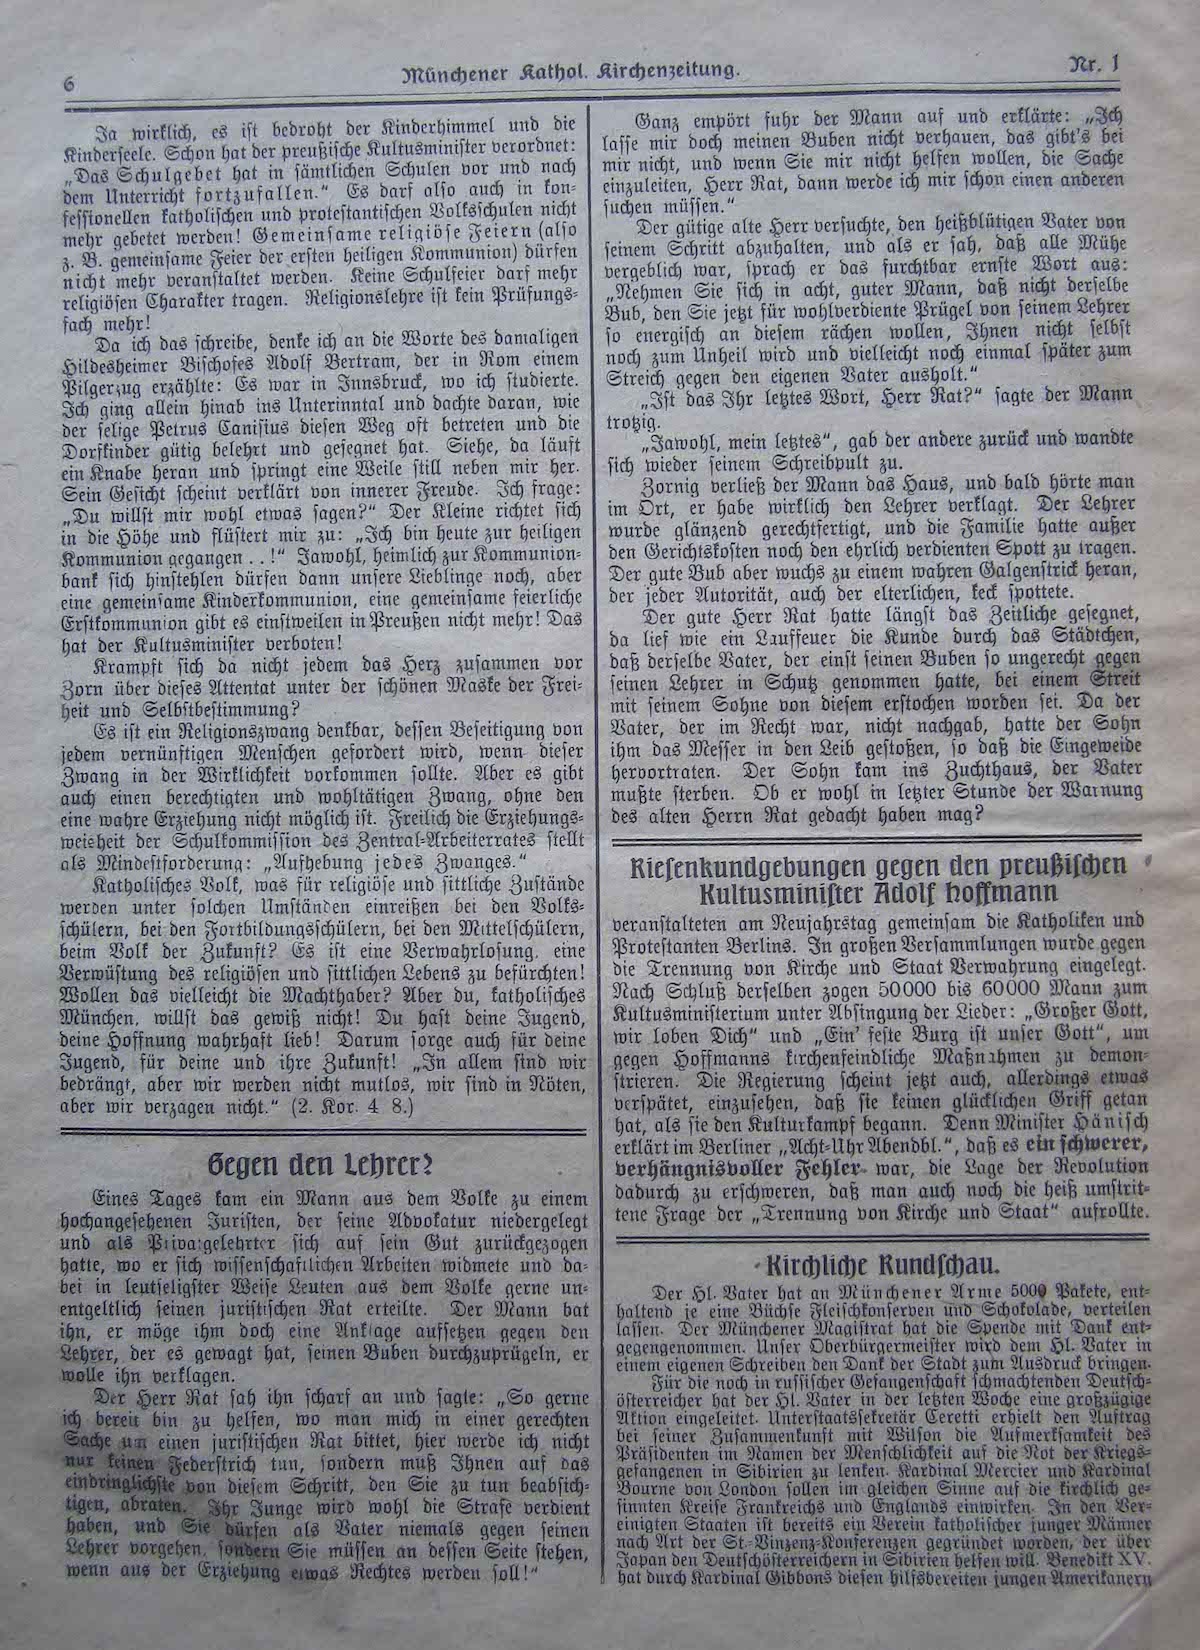 6
Münchener Kathol. Kirchenzeitung.
Nr. 1
Ja wirklich, es ist bedroht der Kinderhimmel und die
Kinderseele. Schon hat der preußische Kultusminister verordnet:
„Das Schulgebet hat in sämtlichen Schulen vor und nach
dem Unterricht fortzufallen.“ Es darf also auch in kon-
fessionellen katholischen und protestantischen Volksschulen nicht
mehr gebetet werden! Gemeinsame religiöse Feiern (also
z. B. gemeinsame Feier der ersten heiligen Kommunion) dürfen
nicht mehr veranstaltet werden. Keine Schulfeier darf mehr
religiösen Charakter tragen. Religionslehre ist kein Prüfungs-
fach mehr!
Da ich das schreibe, denke ich an die Worte des damaligen
Hildesheimer Bischofes Adolf Bertram, der in Rom einem
Pilgerzug erzählte: Es war in Innsbruck, wo ich studierte.
Ich ging allein hinab ins Unterinntal und dachte daran, wie
der selige Petrus Canisius diesen Weg oft betreten und die
Dorfkinder gütig belehrt und gesegnet hat. Siehe, da läuft
ein Knabe heran und springt eine Weile still neben mir her.
Sein Gesicht scheint verklärt von innerer Freude. Ich frage:
„Du willst mir wohl etwas sagen?“ Der Kleine richtet sich
in die Höhe und flüstert mir zu: „Ich bin heute zur heiligen
Kommunion gegangen . . !“ Jawohl, heimlich zur Kommunion-
bank sich hinstehlen dürfen dann unsere Lieblinge noch, aber
eine gemeinsame Kinderkommunion, eine gemeinsame feierliche
Erstkommunion gibt es einstweilen in Preußen nicht mehr! Das
hat der Kultusminister verboten!
Krampft sich da nicht jedem das Herz zusammen vor
Zorn über dieses Attentat unter der schönen Maske der Frei-
heit und Selbstbestimmung?
Es ist ein Religionszwang denkbar, dessen Beseitigung von
jedem vernünftigen Menschen gefordert wird, wenn dieser
Zwang in der Wirklichkeit vorkommen sollte. Aber es gibt
auch einen berechtigten und wohltätigen Zwang, ohne den
eine wahre Erziehung nicht möglich ist. Freilich die Erziehungs-
weisheit der Schulkommission des Zentral-Arbeiterrates stellt
als Mindestforderung: „Aufhebung jedes Zwanges.“
Katholisches Volk, was für religiöse und sittliche Zustände
werden unter solchen Umständen einreißen bei den Volks-
schülern, bei den Fortbildungsschülern, bei den Mittelschülern,
beim Volk der Zukunft? Es ist eine Verwahrlosung, eine
Verwüstung des religiösen und sittlichen Lebens zu befürchten!
Wollen das vielleicht die Machthaber? Aber du, katholisches
München, willst das gewiß nicht! Du hast deine Jugend,
deine Hoffnung wahrhaft lieb! Darum sorge auch für deine
Jugend, für deine und ihre Zukunft! „In allem sind wir
bedrängt, aber wir werden nicht mutlos, wir sind in Nöten,
aber wir verzagen nicht.“ (2. Kor. 4 8.)
Gegen den Lehrer?
Eines Tages kam ein Mann aus dem Volke zu einem
hochangesehenen Juristen, der seine Advokatur niedergelegt
und als Privatgelehrter sich auf sein Gut zurückgezogen
hatte, wo er sich wissenschaftlichen Arbeiten widmete und da-
bei in leutseligster Weise Leuten aus dem Volke gerne un-
entgeltlich seinen juristischen Rat erteilte. Der Mann bat
ihn, er möge ihm doch eine Anklage aufsetzen gegen den
Lehrer, der es gewagt hat, seinen Buben durchzuprügeln, er
wolle ihn verklagen.
Der Herr Rat sah ihn scharf an und sagte: „So gerne
ich bereit bin zu helfen, wo man mich in einer gerechten
Sache um einen juristischen Rat bittet, hier werde ich nicht
nur keinen Federstrich tun, sondern muß Ihnen auf das
eindringlichste von diesem Schritt, den Sie zu tun beabsich-
tigen, abraten. Ihr Junge wird wohl die Strafe verdient
haben, und Sie dürfen als Vater niemals gegen seinen
Lehrer vorgehen, sondern Sie müssen an dessen Seite stehen,
wenn aus der Erziehung etwas Rechtes werden soll!“
Ganz empört fuhr der Mann auf und erklärte: „Ich
lasse mir doch meinen Buben nicht verhauen, das gibt's bei
mir nicht, und wenn Sie mir nicht helfen wollen, die Sache
einzuleiten, Herr Rat, dann werde ich mir schon einen anderen
suchen müssen.“
Der gütige alte Herr versuchte, den heißblütigen Vater von
seinem Schritt abzuhalten, und als er sah, daß alle Mühe
vergeblich war, sprach er das furchtbar ernste Wort aus:
„Nehmen Sie sich in acht, guter Mann, daß nicht derselbe
Bub, den Sie jetzt für wohlverdiente Prügel von seinem Lehrer
so energisch an diesem rächen wollen, Ihnen nicht selbst
noch zum Unheil wird und vielleicht noch einmal später zum
Streich gegen den eigenen Vater ausholt.“
„Ist das Ihr letztes Wort, Herr Rat?“ sagte der Mann
trotzig.
„Jawohl, mein letztes“, gab der andere zurück und wandte
sich wieder seinem Schreibpult zu.
Zornig verließ der Mann das Haus, und bald hörte man
im Ort, er habe wirklich den Lehrer verklagt. Der Lehrer
wurde glänzend gerechtfertigt, und die Familie hatte außer
den Gerichtskosten noch den ehrlich verdienten Spott zu tragen.
Der gute Bub aber wuchs zu einem wahren Galgenstrick heran,
der jeder Autorität, auch der elterlichen, keck spottete.
Der gute Herr Rat hatte längst das Zeitliche gesegnet,
da lief wie ein Lauffeuer die Kunde durch das Städtchen,
daß derselbe Vater, der einst seinen Buben so ungerecht gegen
seinen Lehrer in Schutz genommen hatte, bei einem Streit
mit seinem Sohne von diesem erstochen worden sei. Da der
Vater, der im Recht war, nicht nachgab, hatte der Sohn
ihm das Messer in den Leib gestoßen, so daß die Eingeweide
hervortraten. Der Sohn kam ins Zuchthaus, der Vater
mußte sterben. Ob er wohl in letzter Stunde der Warnung
des alten Herrn Rat gedacht haben mag?
Riesenkundgebungen gegen den preußischen
Kultusminister Adolf Hoffmann
veranstalteten am Neujahrstag gemeinsam die Katholiken und
Protestanten Berlins. In großen Versammlungen wurde gegen
die Trennung von Kirche und Staat Verwahrung eingelegt.
Nach Schluß derselben zogen 50000 bis 60000 Mann zum
Kultusministerium unter Absingung der Lieder: „Großer Gott,
wir loben Dich“ und „Ein' feste Burg ist unser Gott“, um
gegen Hoffmanns kirchenfeindliche Maßnahmen zu demon-
strieren. Die Regierung scheint jetzt auch, allerdings etwas
verspätet, einzusehen, daß sie keinen glücklichen Griff getan
hat, als sie den Kulturkampf begann. Denn Minister Hänisch
erklärt im Berliner „Acht-Uhr Abendbl.“, daß es ein schwerer,
verhängnisvoller Fehler war, die Lage der Revolution
dadurch zu erschweren, daß man auch noch die heiß umstrit-
tene Frage der „Trennung von Kirche und Staat“ aufrollte.
Kirchliche Rundschau.
Der Hl. Vater hat an Münchener Arme 5000 Pakete, ent-
haltend je eine Büchse Fleischkonserven und Schokolade, verteilen
lassen. Der Münchener Magistrat hat die Spende mit Dank ent-
gegengenommen. Unser Oberbürgermeister wird dem Hl. Vater in
einem eigenen Schreiben den Dank der Stadt zum Ausdruck bringen.
Für die noch in russischer Gefangenschaft schmachtenden Deutsch-
österreicher hat der Hl. Vater in der letzten Woche eine großzügige
Aktion eingeleitet. Unterstaatssekretär Ceretti erhielt den Auftrag
bei seiner Zusammenkunft mit Wilson die Aufmerksamkeit des
Präsidenten im Namen der Menschlichkeit auf die Not der Kriegs-
gefangenen in Sibirien zu lenken. Kardinal Mercier und Kardinal
Bourne von London sollen im gleichen Sinne auf die kirchlich ge-
sinnten Kreise Frankreichs und Englands einwirken. In den Ver-
einigten Staaten ist bereits ein Verein katholischer junger Männer
nach Art der St.-Vinzenz-Konferenzen gegründet worden, der über
Japan den Deutschösterreichern in Sibirien helfen will. Benedikt XV.
hat durch Kardinal Gibbons diesen hilfsbereiten jungen Amerikanern